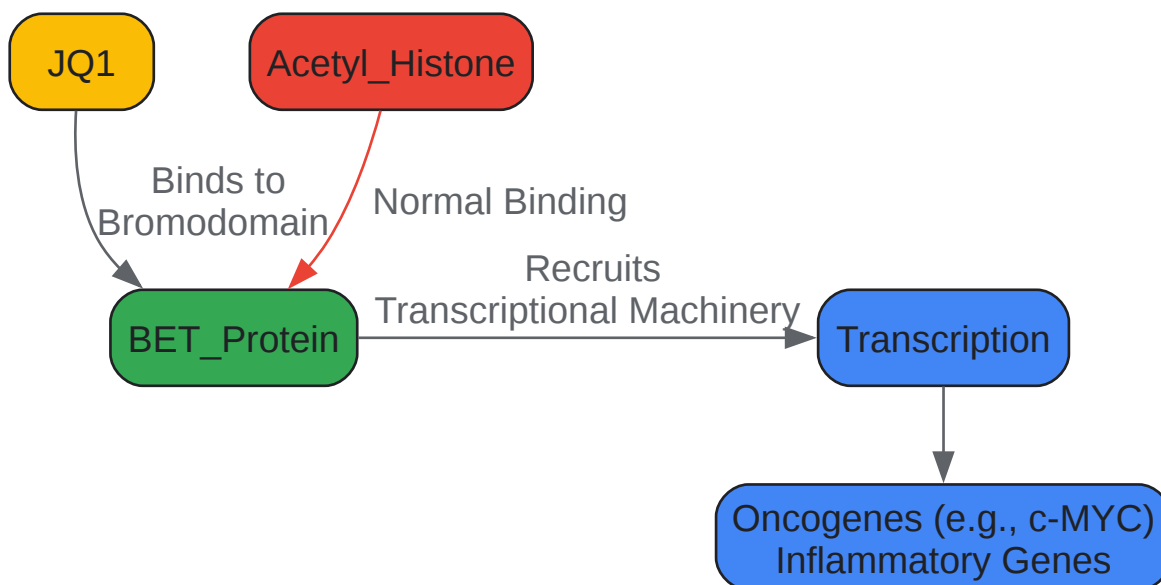 JQ1
Acetyl_Histone
Binds to
Bromodomain
Normal Binding
Recruits
Transcriptional Machinery
BET_Protein
Transcription
Oncogenes (e.g., c-MYC)
Inflammatory Genes